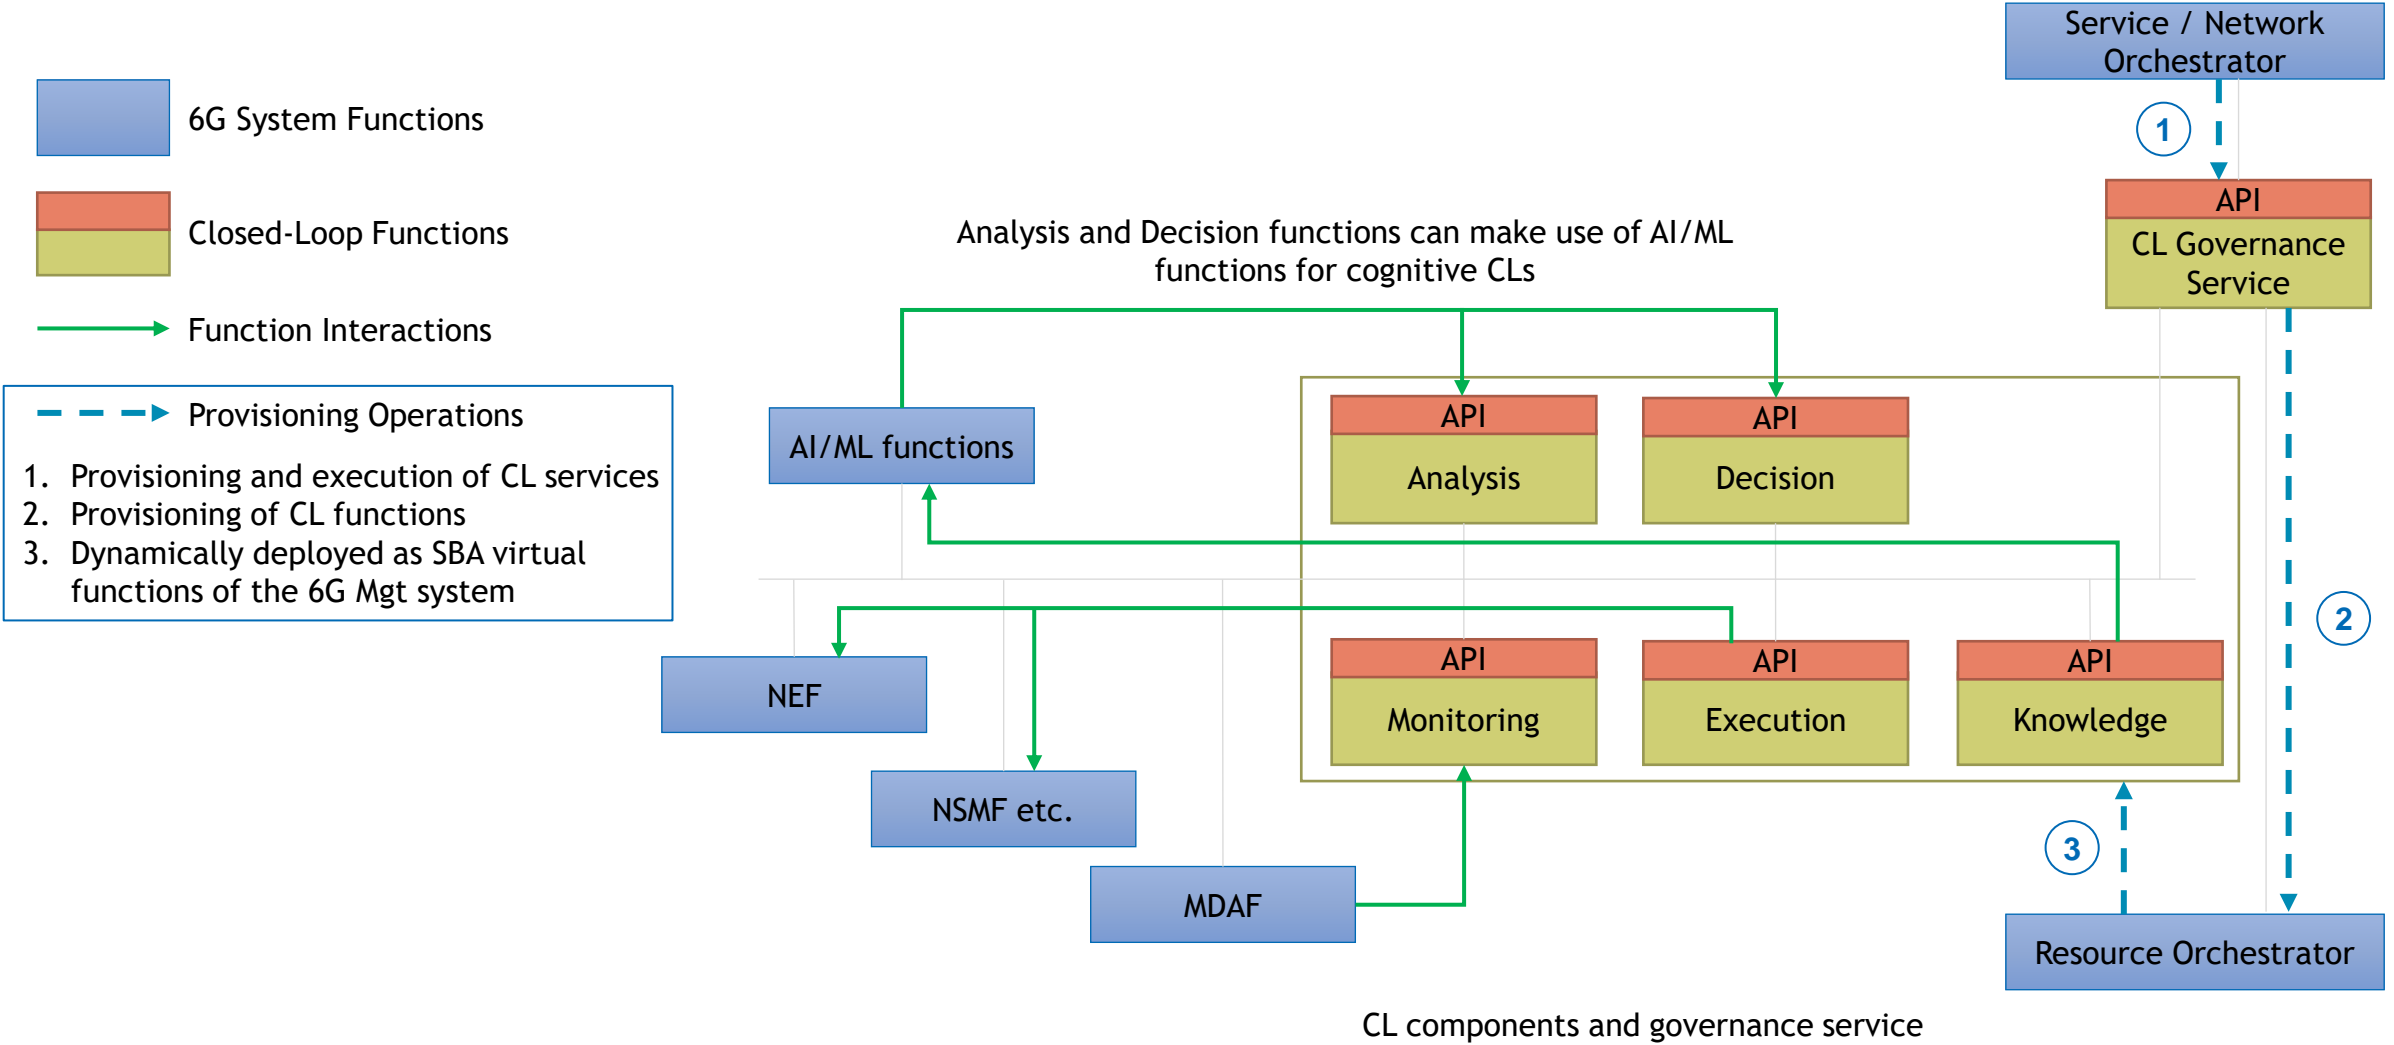 Service / Network
Orchestrator
6G System Functions
1
API
Closed-Loop Functions
Analysis and Decision functions can make use of AI/ML
functions for cognitive CLs
CL Governance
Service
Function Interactions
Provisioning Operations
1. Provisioning and execution of CL services
2. Provisioning of CL functions
3. Dynamically deployed as SBA virtual
functions of the 6G Mgt system
AI/ML functions
API
Analysis
API
Decision
2
NEF
API
Monitoring
API
Execution
API
Knowledge
NSMF etc.
3
MDAF
Resource Orchestrator
CL components and governance service